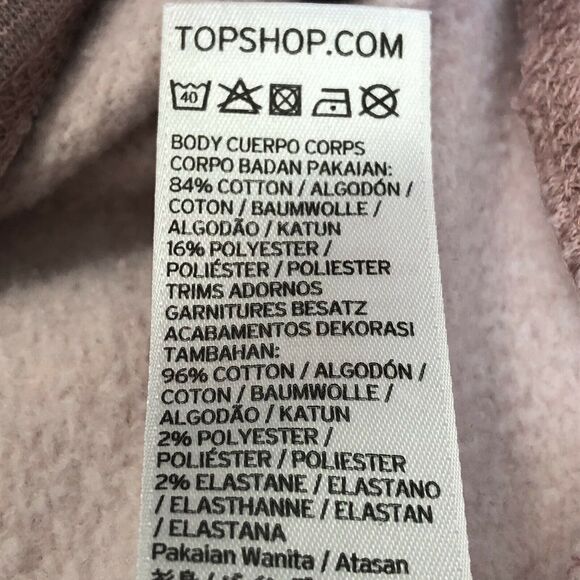 TOPSHOP.COM
40
BODY CUERPO CORPS
CORPO BADAN PAKAIAN:
84% COTTON / ALGODÓN /
COTON / BAUMWOLLE /
ALGODÃO / KATUN
16% POLYESTER /
POLIÉSTER / POLIESTER
TRIMS ADORNOS
GARNITURES BESATZ
ACABAMENTOS DEKORASI
TAMBAHAN:
96% COTTON / ALGODÓN /
COTON / BAUMWOLLE /
ALGODÃO / KATUN
2% POLYESTER /
POLIÉSTER / POLIESTER
2% ELASTANE / ELASTANO
/ ELASTHANNE / ELASTAN
/ ELASTANA
Pakaian Wanita / Atasan